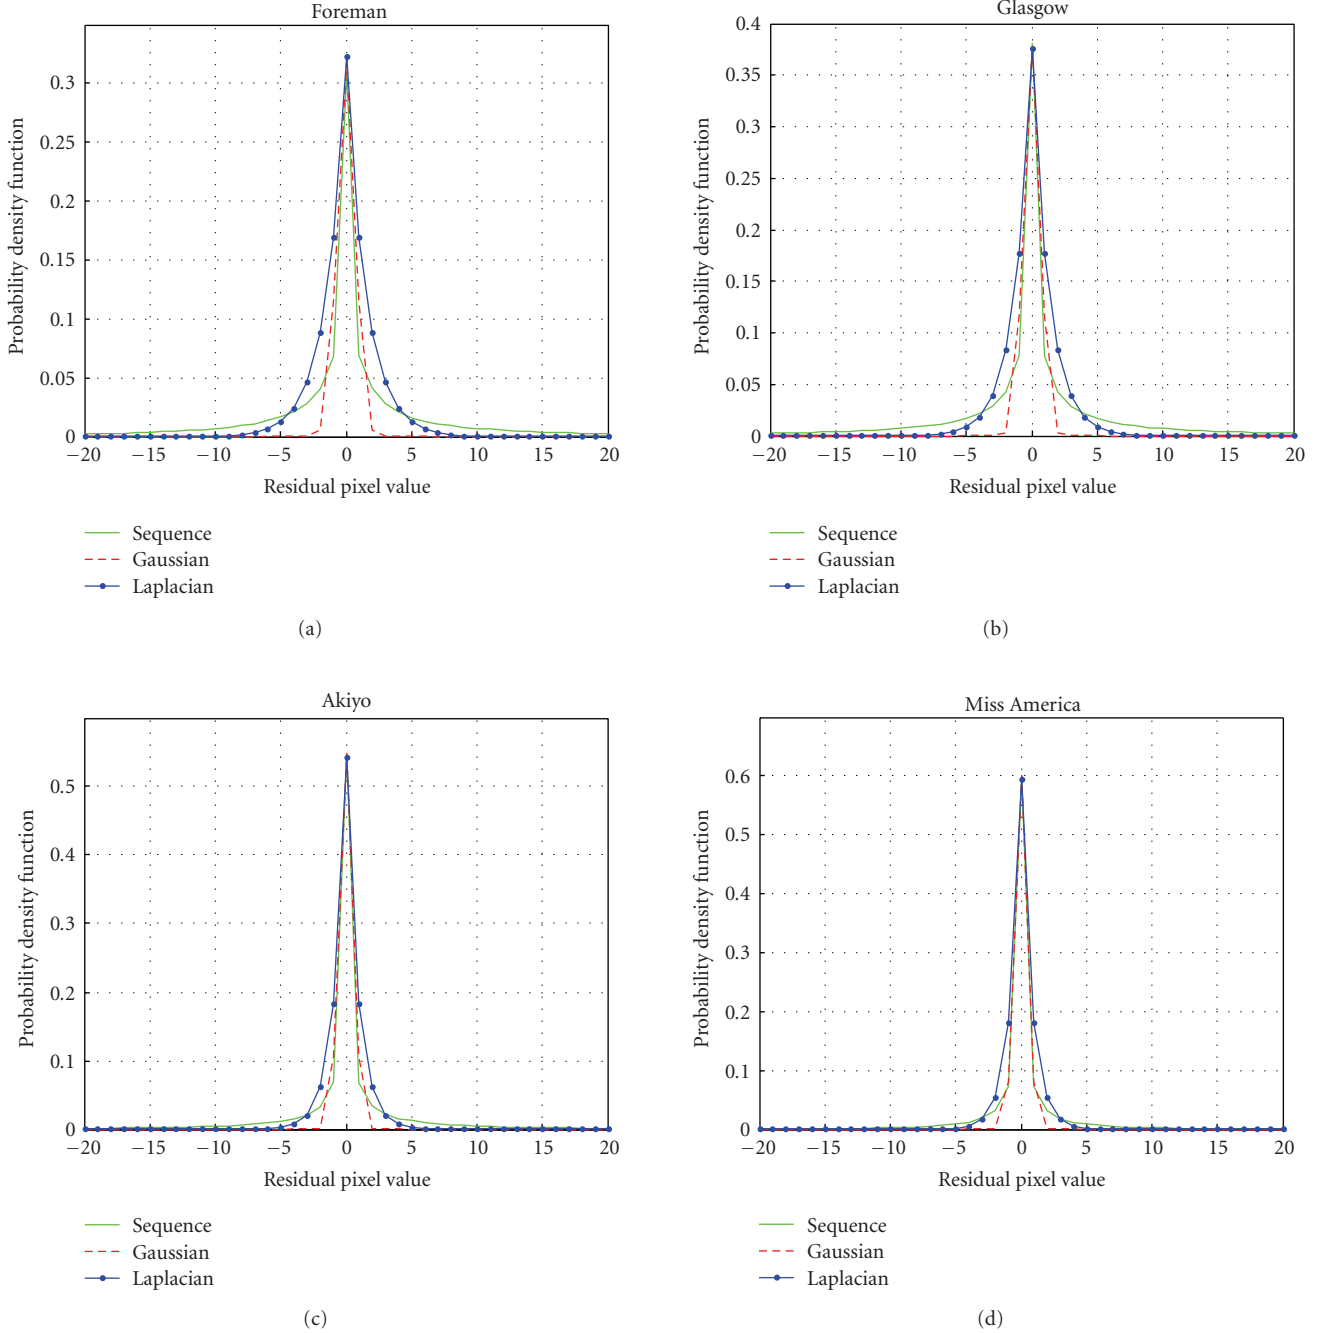 Foreman
Probability density function
0.3
0.25
0.2
0.15
0.1
0.05
0
−20 −15 −10 −5 0 5 10 15 20
Residual pixel value
Sequence
Gaussian
Laplacian
(a)
Glasgow
Probability density function
0.4
0.35
0.3
0.25
0.2
0.15
0.1
0.05
0
−20 −15 −10 −5 0 5 10 15 20
Residual pixel value
Sequence
Gaussian
Laplacian
(b)
Akiyo
Probability density function
0.5
0.4
0.3
0.2
0.1
0
−20 −15 −10 −5 0 5 10 15 20
Residual pixel value
Sequence
Gaussian
Laplacian
(c)
Miss America
Probability density function
0.6
0.5
0.4
0.3
0.2
0.1
0
−20 −15 −10 −5 0 5 10 15 20
Residual pixel value
Sequence
Gaussian
Laplacian
(d)